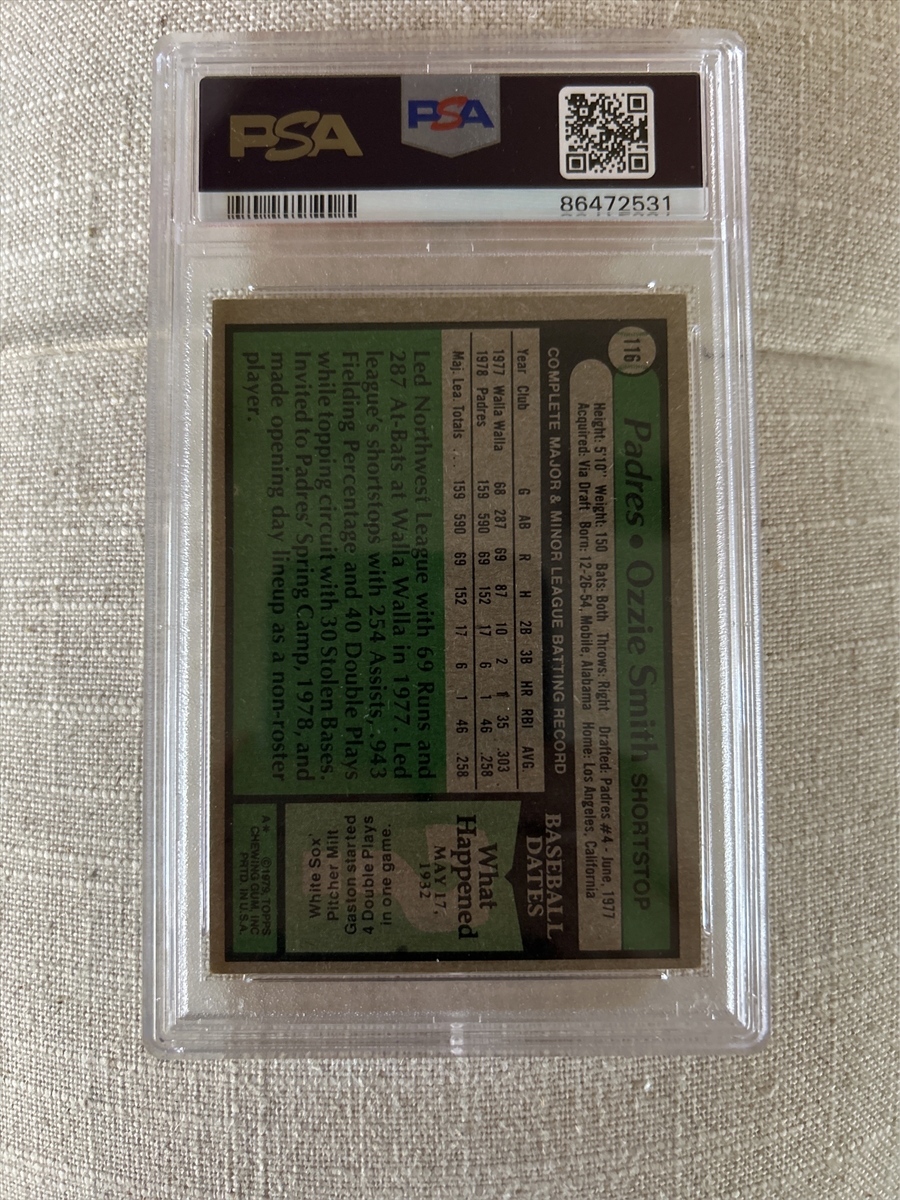 PSA
PSA
86472531
116
Padres • Ozzie Smith SHORTSTOP
Height: 5'10" Weight: 150 Bats: Both Throws: Right Drafted: Padres #4 - June, 1977
Acquired: Via Draft Born: 12-26-54, Mobile, Alabama Home: Los Angeles, California
COMPLETE MAJOR & MINOR LEAGUE BATTING RECORD
Year Club G AB R H 2B 3B HR RBI AVG.
1977 Walla Walla 68 287 69 87 10 2 1 35 .303
1978 Padres 159 590 69 152 17 6 1 46 .258
Maj. Lea. Totals ... 159 590 69 152 17 6 1 46 .258
Led Northwest League with 69 Runs and
287 At-Bats at Walla Walla in 1977. Led
league's shortstops with 254 Assists, .943
Fielding Percentage and 40 Double Plays
while topping circuit with 30 Stolen Bases.
Invited to Padres' Spring Camp, 1978, and
made opening day lineup as a non-roster
player.
BASEBALL
DATES
What
Happened
MAY 17,
1932
White Sox'
Pitcher Milt
Gaston started
4 Double Plays
in one game.
A* © 1979 TOPPS
CHEWING GUM, INC
PRTD. IN U.S.A.